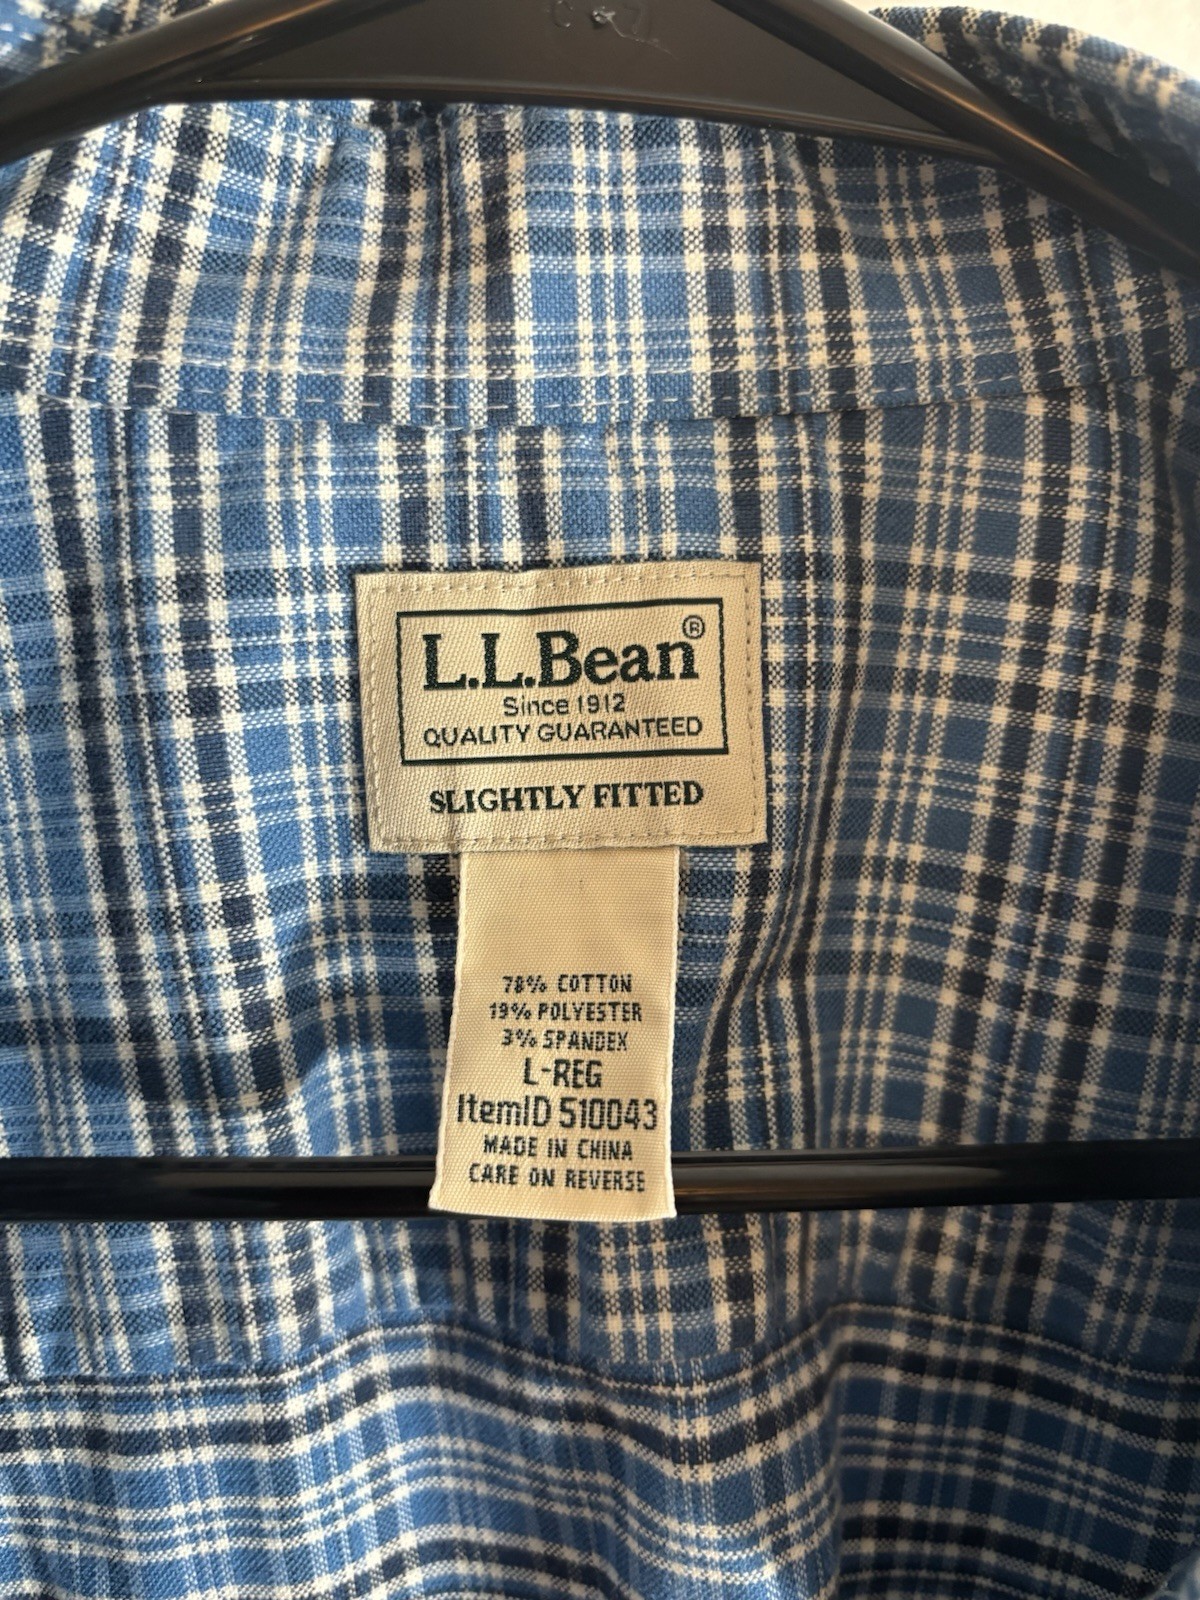 L.L.Bean®
Since 1912
QUALITY GUARANTEED
SLIGHTLY FITTED
78% COTTON
19% POLYESTER
3% SPANDEX
L-REG
ItemID 510043
MADE IN CHINA
CARE ON REVERSE